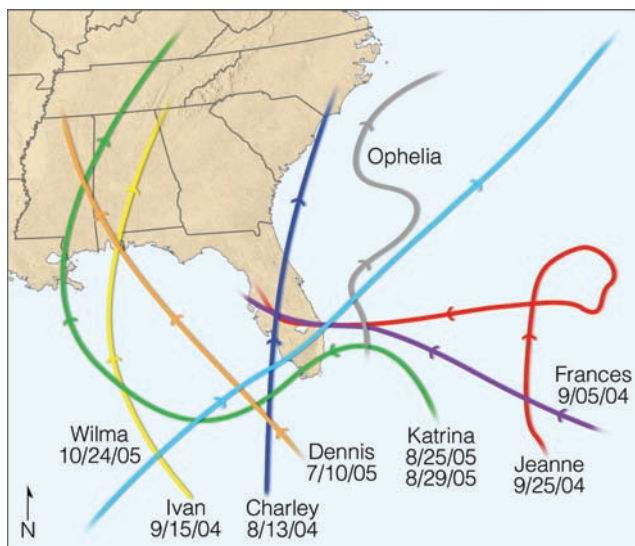 Ophelia
Frances
9/05/04
Wilma
10/24/05
Dennis
7/10/05
Katrina
8/25/05
8/29/05
Jeanne
9/25/04
Ivan
9/15/04
Charley
8/13/04
N